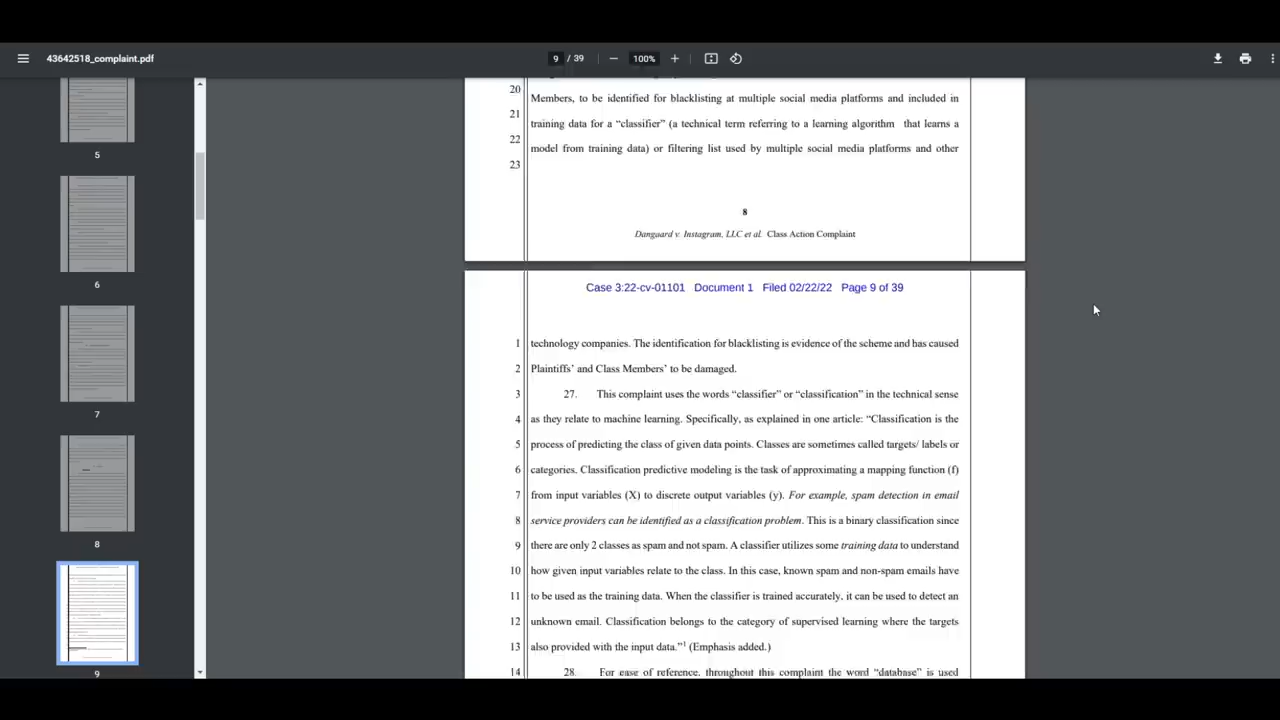 43642518_complaint.pdf
9 / 39
100%
5
6
7
8
9
20
Members, to be identified for blacklisting at multiple social media platforms and included in
21
training data for a “classifier” (a technical term referring to a learning algorithm that learns a
22
model from training data) or filtering list used by multiple social media platforms and other
23
8
Dangaard v. Instagram, LLC et al. Class Action Complaint
Case 3:22-cv-01101 Document 1 Filed 02/22/22 Page 9 of 39
1 technology companies. The identification for blacklisting is evidence of the scheme and has caused
2 Plaintiffs’ and Class Members’ to be damaged.
3 27. This complaint uses the words “classifier” or “classification” in the technical sense
4 as they relate to machine learning. Specifically, as explained in one article: “Classification is the
5 process of predicting the class of given data points. Classes are sometimes called targets/ labels or
6 categories. Classification predictive modeling is the task of approximating a mapping function (f)
7 from input variables (X) to discrete output variables (y). For example, spam detection in email
8 service providers can be identified as a classification problem. This is a binary classification since
9 there are only 2 classes as spam and not spam. A classifier utilizes some training data to understand
10 how given input variables relate to the class. In this case, known spam and non-spam emails have
11 to be used as the training data. When the classifier is trained accurately, it can be used to detect an
12 unknown email. Classification belongs to the category of supervised learning where the targets
13 also provided with the input data.”1 (Emphasis added.)
14 28. For ease of reference, throughout this complaint the word “database” is used